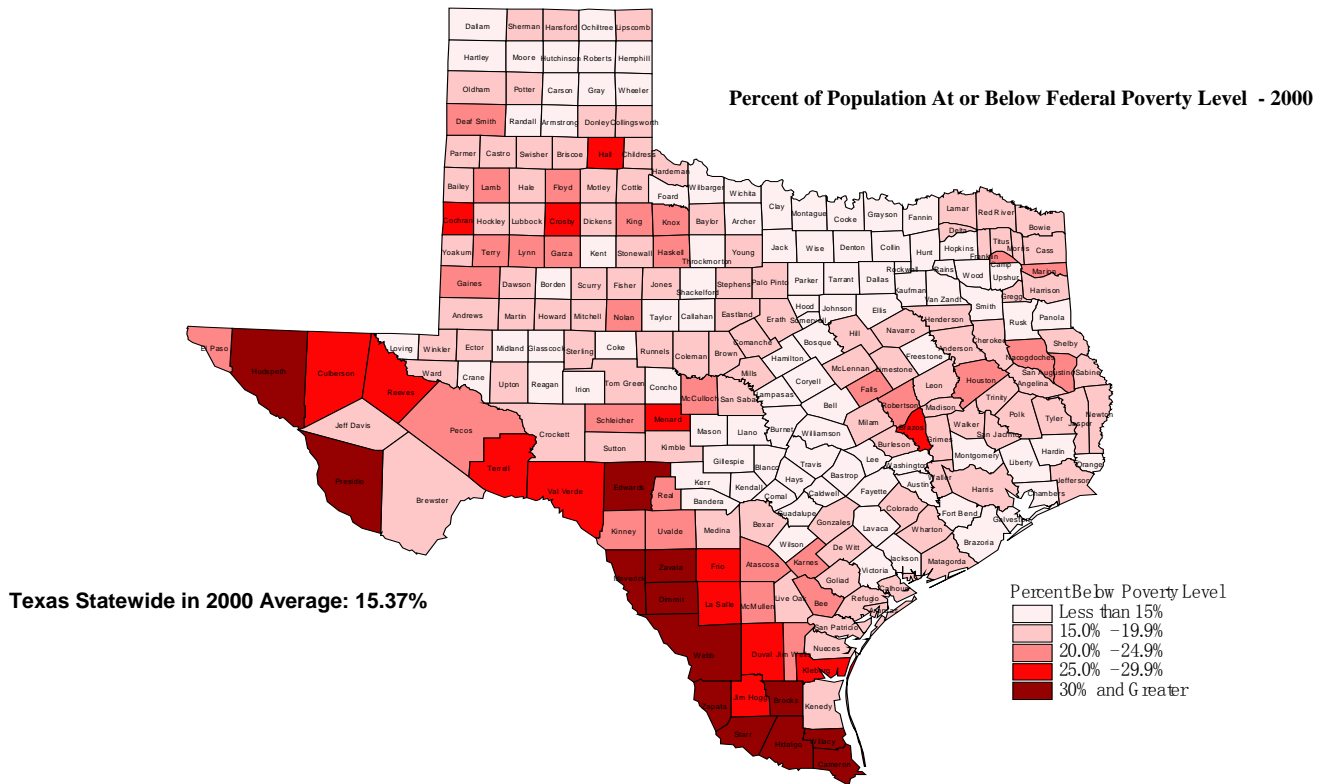 Dallam Sherman Hansford Ochiltree Lipscomb
Hartley Moore Hutchinson Roberts Hemphill
Oldham Potter Carson Gray Wheeler
Percent of Population At or Below Federal Poverty Level - 2000
Deaf Smith Randall Armstrong Donley Collingsworth
Parmer Castro Swisher Briscoe Hall Childress
Hardeman
Bailey Lamb Hale Floyd Motley Cottle
Foard Wilbarger Wichita
Cochran Hockley Lubbock Crosby Dickens King Knox Baylor Archer Clay Montague Cooke Grayson Fannin Lamar Red River Bowie
Delta
Yoakum Terry Lynn Garza Kent Stonewall Haskell Throckmorton Young Jack Wise Denton Collin Hunt Hopkins Franklin Titus Morris Cass
Rockwall Rains Wood Camp Upshur Marion
Gaines Dawson Borden Scurry Fisher Jones Shackelford Stephens Palo Pinto Parker Tarrant Dallas Kaufman Van Zandt Smith Gregg Harrison
Andrews Martin Howard Mitchell Nolan Taylor Callahan Eastland Erath Hood Somervell Johnson Ellis Henderson Rusk Panola
El Paso Hudspeth Culberson Reeves Loving Winkler Ector Midland Glasscock Sterling Coke Runnels Coleman Brown Comanche Bosque Hill Navarro Anderson Cherokee Shelby
Hamilton Freestone Nacogdoches
Ward Crane Upton Reagan Irion Tom Green Concho McCulloch San Saba Mills Lampasas Coryell McLennan Limestone Leon Houston Angelina San Augustine Sabine
Falls Trinity
Jeff Davis Pecos Crockett Schleicher Menard Mason Llano Burnet Bell Milam Robertson Brazos Madison Walker Polk Tyler Jasper Newton
Grimes San Jacinto
Terrell Sutton Kimble Williamson Burleson
Gillespie Blanco Travis Lee Washington Montgomery Liberty Hardin Orange
Presidio Brewster Val Verde Edwards Real Kerr Kendall Hays Bastrop Austin Waller Harris Chambers Jefferson
Bandera Comal Caldwell Fayette
Guadalupe Colorado Fort Bend Galveston
Kinney Uvalde Medina Bexar Gonzales Lavaca Wharton Brazoria
Wilson De Witt Jackson Matagorda
Maverick Zavala Frio Atascosa Karnes Victoria
Goliad Calhoun
Dimmit La Salle McMullen Live Oak Bee Refugio
Aransas
San Patricio
Webb Duval Jim Wells Nueces
Kleberg
Zapata Jim Hogg Brooks Kenedy
Starr Hidalgo Willacy
Cameron
Texas Statewide in 2000 Average: 15.37%
Percent Below Poverty Level
Less than 15%
15.0% -19.9%
20.0% -24.9%
25.0% -29.9%
30% and Greater